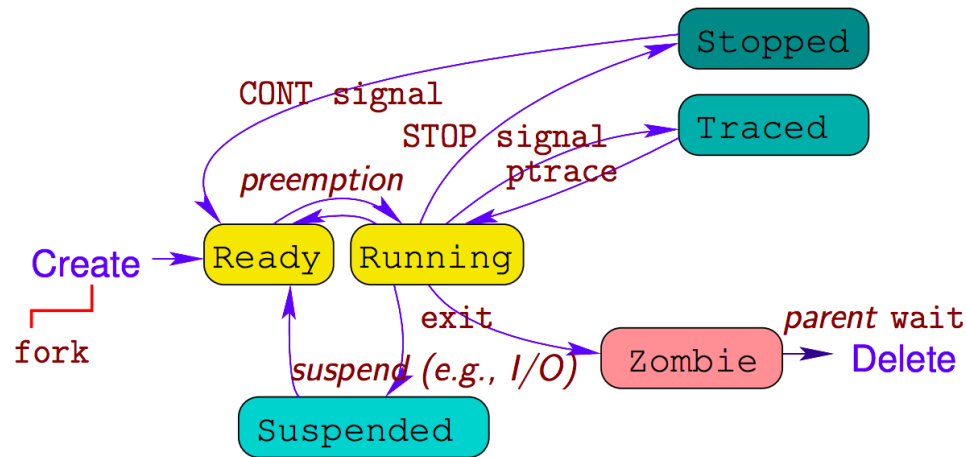 Stopped
CONT signal
STOP signal
Traced
ptrace
preemption
Ready
Running
Create
fork
exit
suspend (e.g., I/O)
Zombie
parent wait
Delete
Suspended